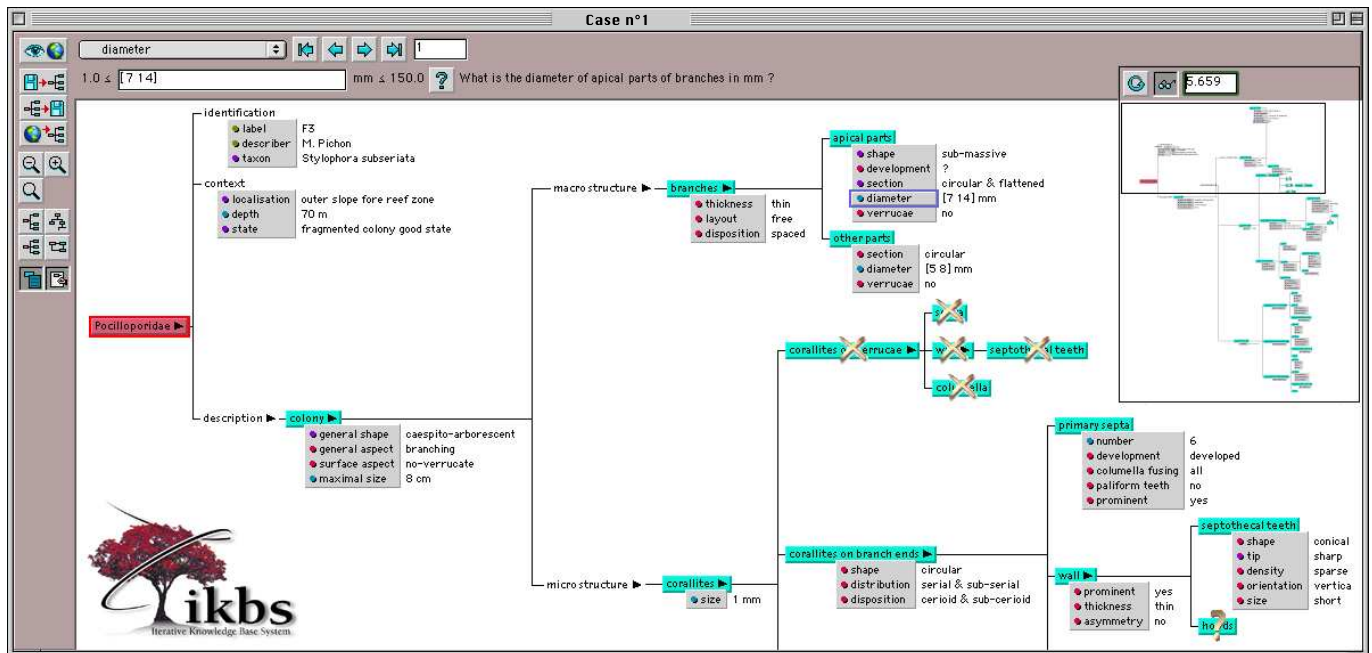 Case n°1
diameter
1
1.0 ≤ [7 14] mm ≤ 150.0 ? What is the diameter of apical parts of branches in mm ?
5.659
identification
label F3
describer M. Pichon
taxon Stylophora subseriata
context
localisation outer slope fore reef zone
depth 70 m
state fragmented colony good state
Pocilloporidae
description
colony
general shape caespito-arborescent
general aspect branching
surface aspect no-verrucate
maximal size 8 cm
macro structure
branches
thickness thin
layout free
disposition spaced
apical parts
shape sub-massive
development ?
section circular & flattened
diameter [7 14] mm
verrucae no
other parts
section circular
diameter [5 8] mm
verrucae no
septothecal teeth
micro structure
corallites
size 1 mm
corallites on branch ends
shape circular
distribution serial & sub-serial
disposition cerioid & sub-cerioid
primary septa
number 6
development developed
columella fusing all
paliform teeth no
prominent yes
wall
prominent yes
thickness thin
asymmetry no
septothecal teeth
shape conical
tip sharp
density sparse
orientation vertica
size short
ikbs
Iterative Knowledge Base System